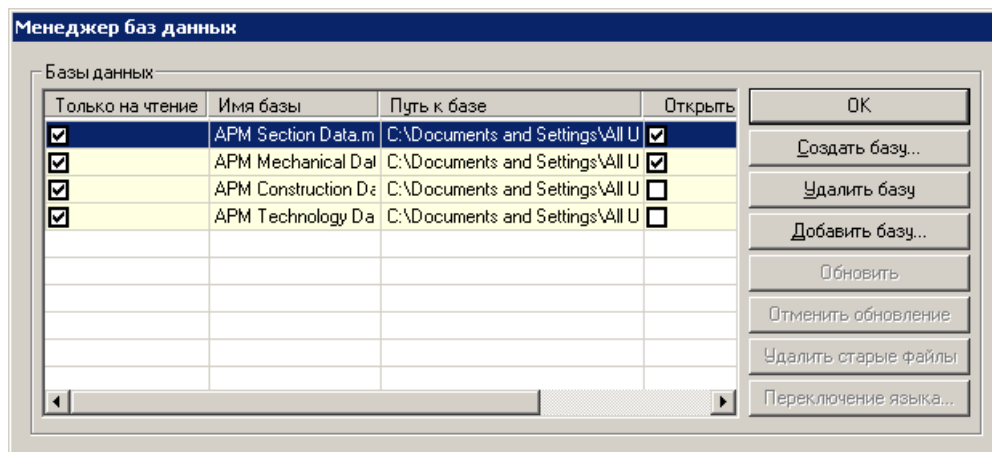 Менеджер баз данных
Базы данных
Только на чтение Имя базы Путь к базе Открыть
APM Section Data.m C:\Documents and Settings\All U
APM Mechanical Dat C:\Documents and Settings\All U
APM Construction Da C:\Documents and Settings\All U
APM Technology Da C:\Documents and Settings\All U
OK
Создать базу...
Удалить базу
Добавить базу...
Обновить
Отменить обновление
Удалить старые файлы
Переключение языка...